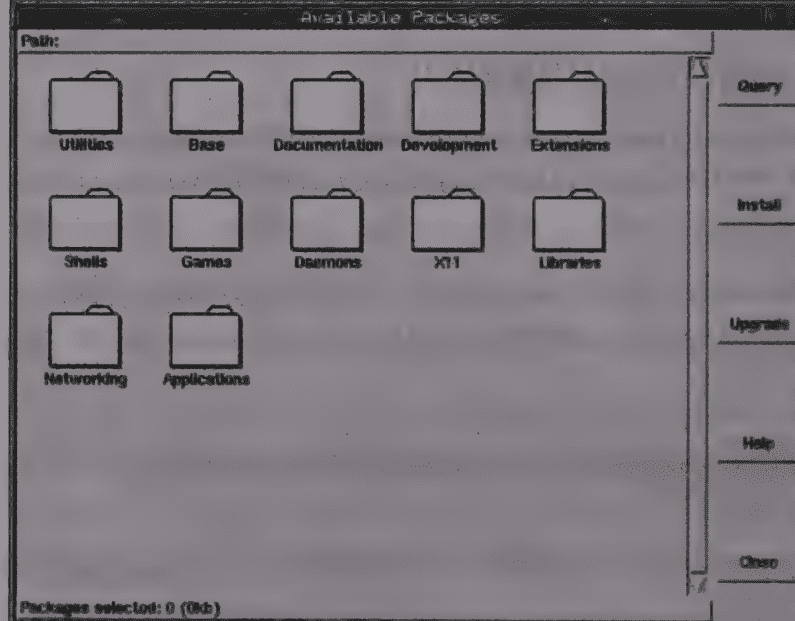 Available Packages
Path:
Utilities Base Documentation Development Extensions
Shells Games Daemons X11 Libraries
Networking Applications
Query
Install
Upgrade
Help
Close
Packages selected: 0 (0kb)